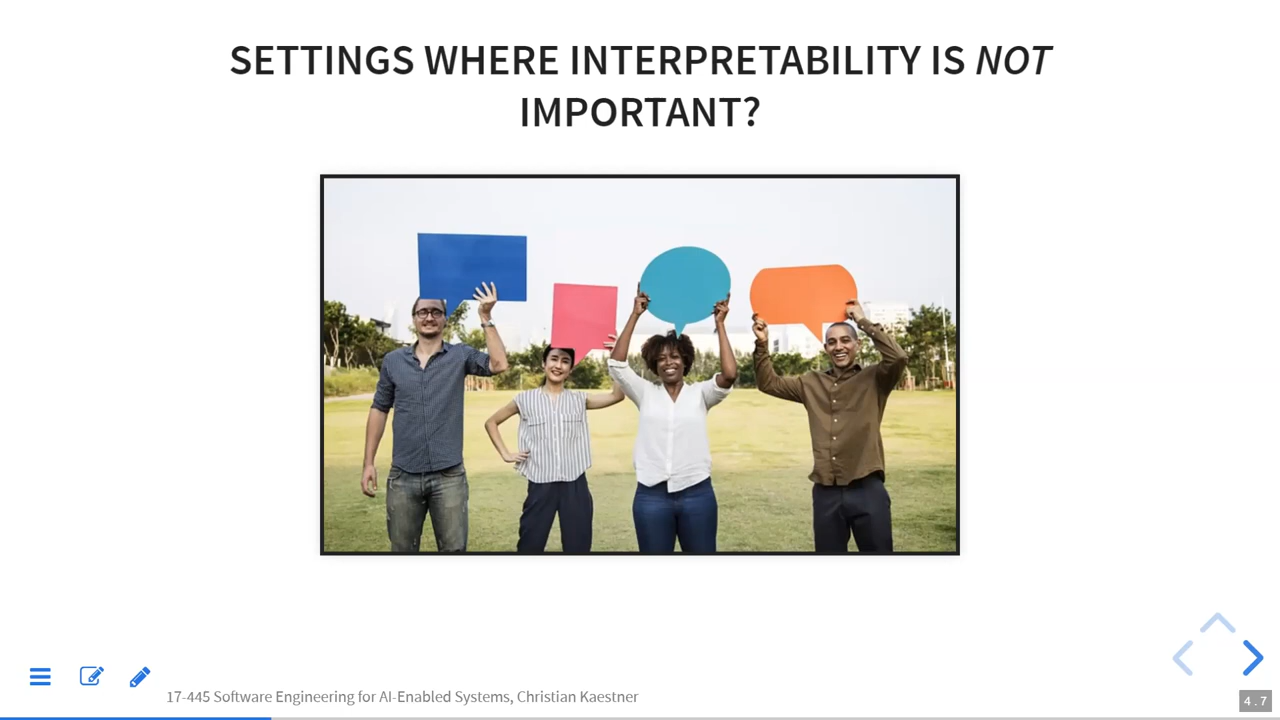 SETTINGS WHERE INTERPRETABILITY IS NOT
IMPORTANT?
17-445 Software Engineering for AI-Enabled Systems, Christian Kaestner
4.7